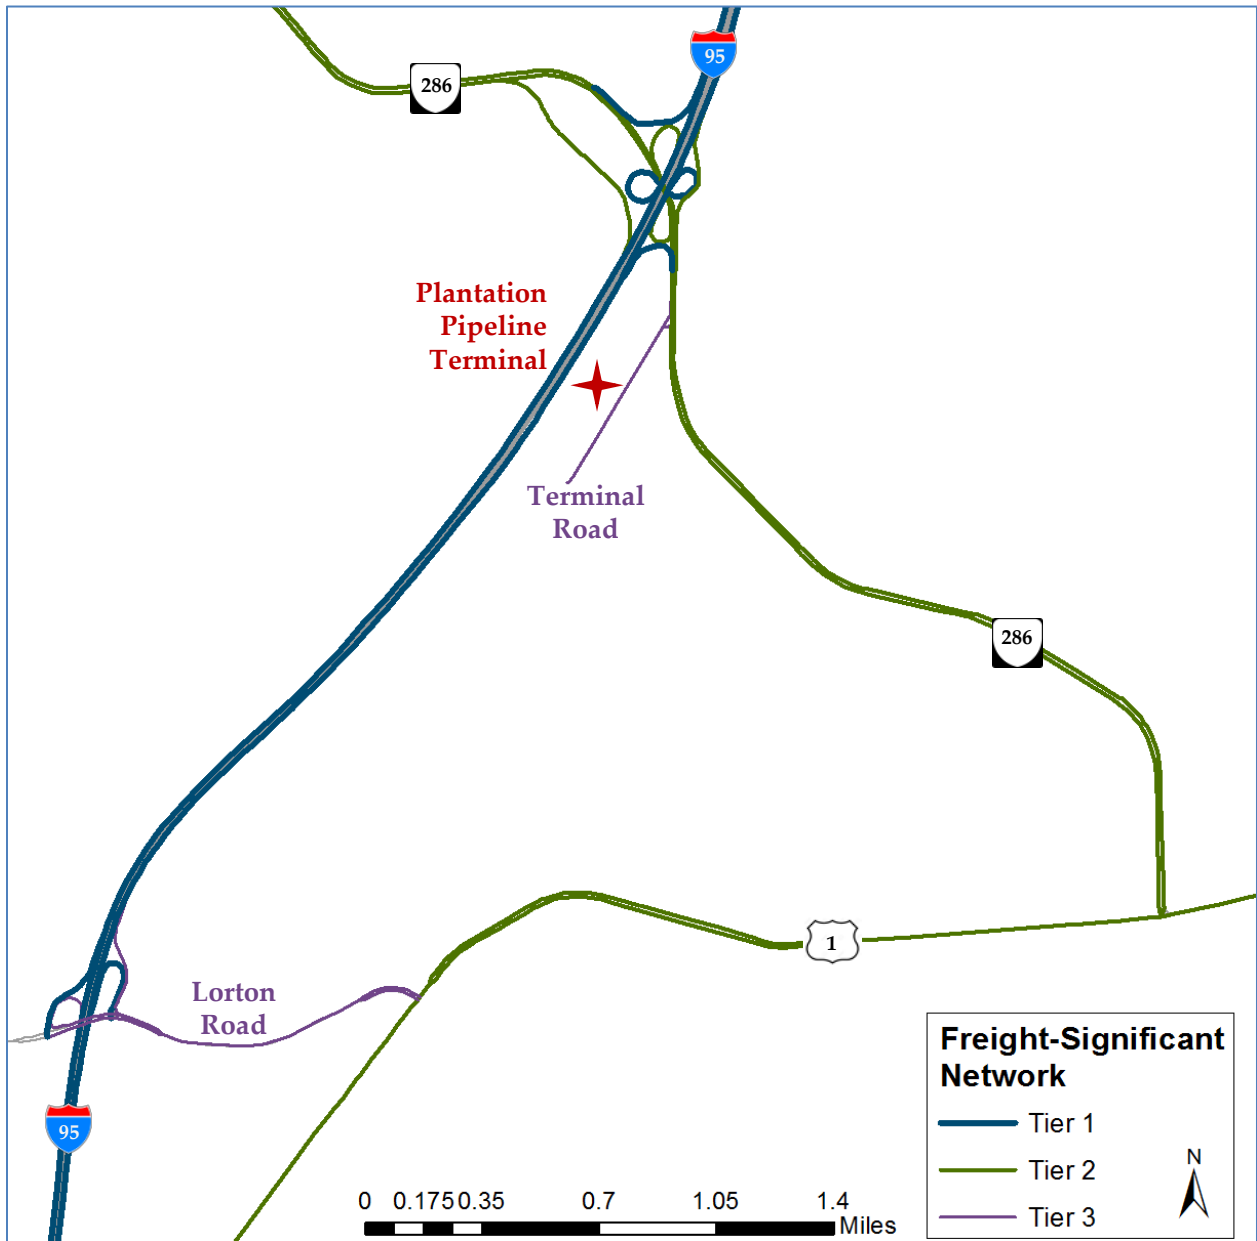 95
286
Plantation
Pipeline
Terminal
Terminal
Road
286
1
Lorton
Road
95
Freight-Significant
Network
Tier 1
Tier 2
Tier 3
N
0 0.175 0.35 0.7 1.05 1.4
Miles